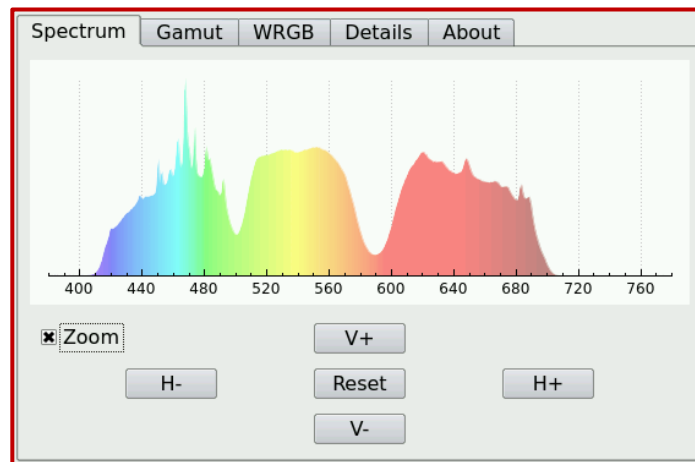 Spectrum Gamut WRGB Details About
400 440 480 520 560 600 640 680 720 760
Zoom V+
H- Reset H+
V-